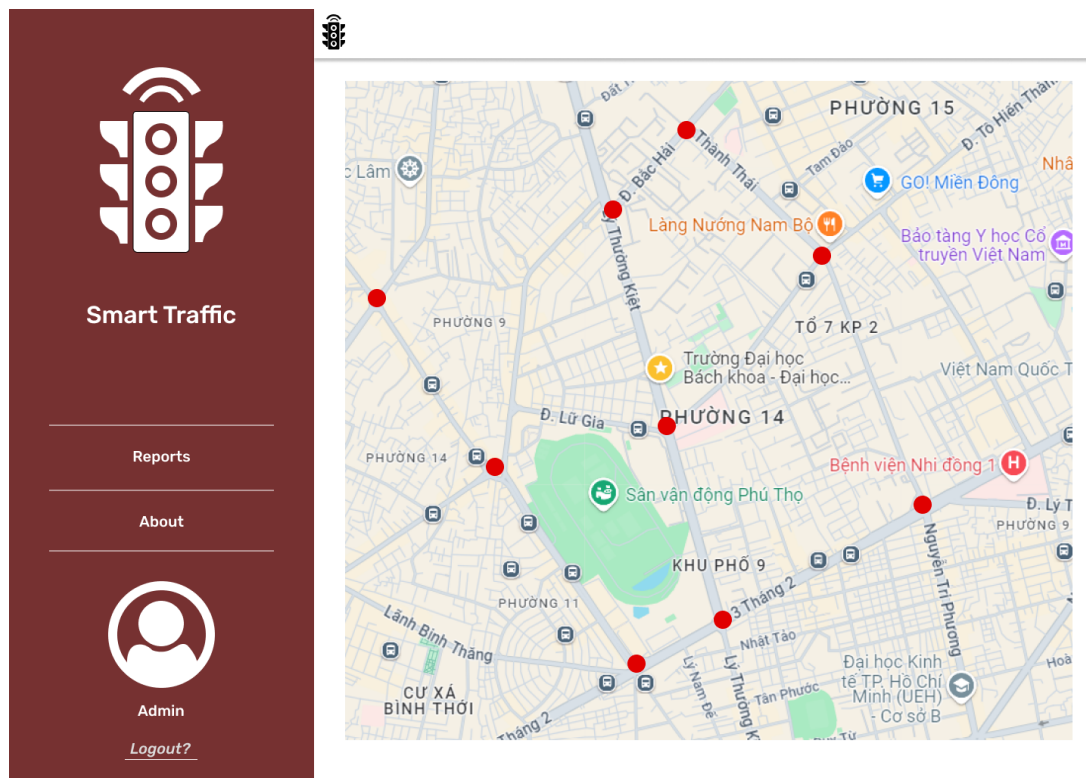 Smart Traffic
Reports
About
Admin
Logout?
Đất
PHƯỜNG 15
Đ. Tô Hiến Thành
c Lâm
Đ. Bắc Hải
Thành Thái
Tam Đảo
Nhà
GO! Miền Đông
Làng Nướng Nam Bộ
Bảo tàng Y học Cổ
truyền Việt Nam
Lý Thường Kiệt
PHƯỜNG 9
TỔ 7 KP 2
Trường Đại học
Bách khoa - Đại học...
Việt Nam Quốc T
Đ. Lữ Gia
PHƯỜNG 14
PHƯỜNG 14
Bệnh viện Nhi đồng 1
H
Sân vận động Phú Thọ
Đ. Lý T
PHƯỜNG 9
KHU PHỐ 9
Nguyễn Tri Phương
3 Tháng 2
PHƯỜNG 11
Lãnh Binh Thăng
Nhật Tảo
Lý Nam Đế
Lý Thường Ki
Đại học Kinh
tế TP. Hồ Chí
Minh (UEH)
- Cơ sở B
Hoà
Tân Phước
CƯ XÁ
BÌNH THỚI
Tháng 2